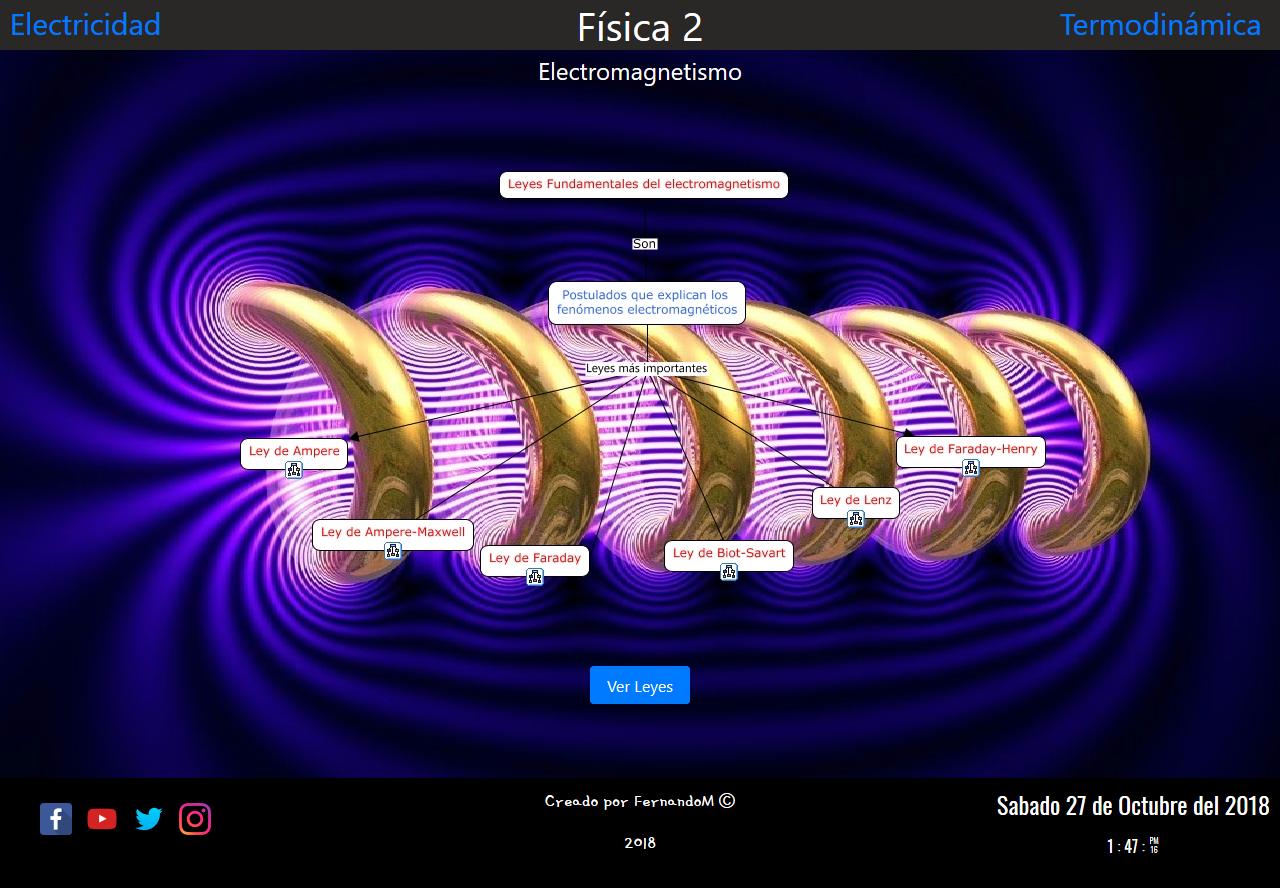 Electricidad
Física 2
Termodinámica
Electromagnetismo
Leyes Fundamentales del electromagnetismo
Son
Postulados que explican los
fenómenos electromagnéticos
Leyes más importantes
Ley de Ampere
Ley de Faraday-Henry
Ley de Lenz
Ley de Ampere-Maxwell
Ley de Faraday
Ley de Biot-Savart
Ver Leyes
Creado por FernandoM ©
2018
Sabado 27 de Octubre del 2018
1 : 47 : PM
16